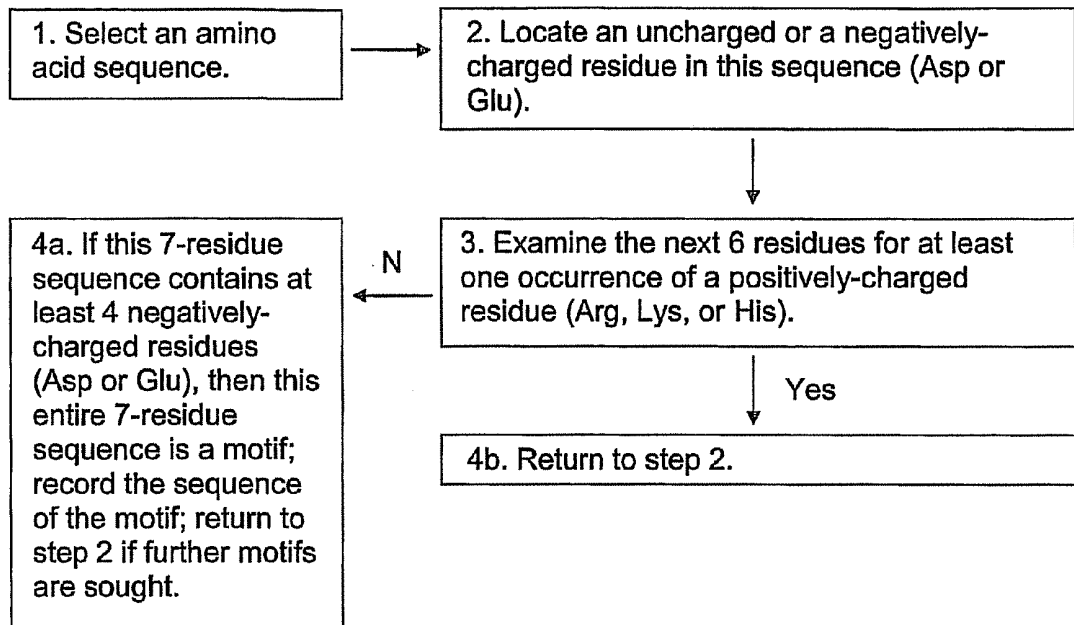 1. Select an amino
acid sequence.
2. Locate an uncharged or a negatively-
charged residue in this sequence (Asp or
Glu).
3. Examine the next 6 residues for at least
one occurrence of a positively-charged
residue (Arg, Lys, or His).
N
4a. If this 7-residue
sequence contains at
least 4 negatively-
charged residues
(Asp or Glu), then this
entire 7-residue
sequence is a motif;
record the sequence
of the motif; return to
step 2 if further motifs
are sought.
Yes
4b. Return to step 2.